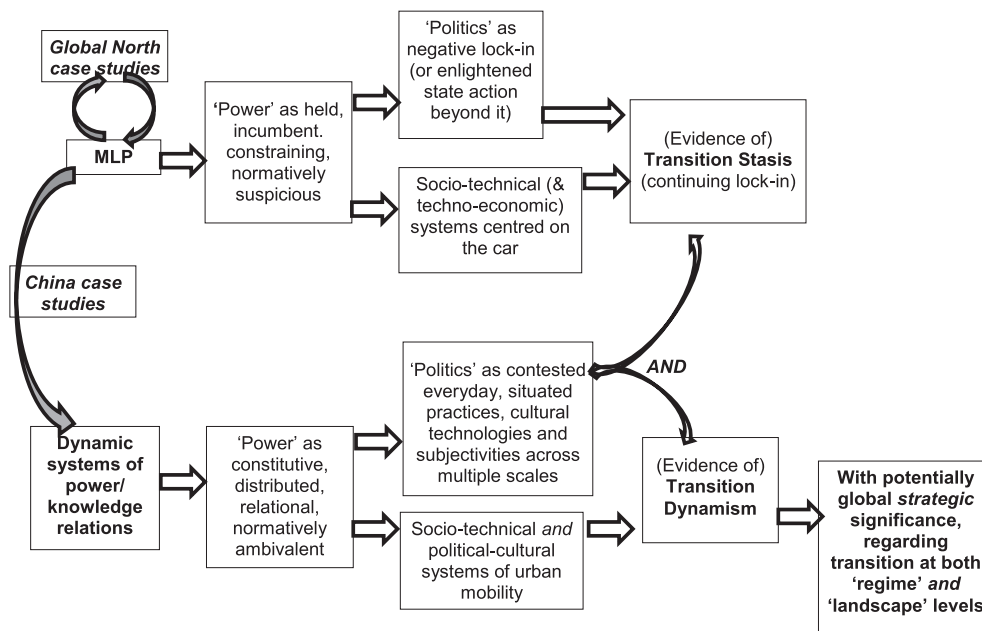 Global North
case studies
MLP
'Power' as held,
incumbent.
constraining,
normatively
suspicious
'Politics' as
negative lock-in
(or enlightened
state action
beyond it)
Socio-technical (&
techno-economic)
systems centred on
the car
(Evidence of)
Transition Stasis
(continuing lock-in)
China case
studies
Dynamic
systems of
power/
knowledge
relations
'Power' as
constitutive,
distributed,
relational,
normatively
ambivalent
'Politics' as contested
everyday, situated
practices, cultural
technologies and
subjectivities across
multiple scales
Socio-technical and
political-cultural
systems of urban
mobility
AND
(Evidence of)
Transition
Dynamism
With potentially
global strategic
significance,
regarding
transition at both
'regime' and
'landscape' levels